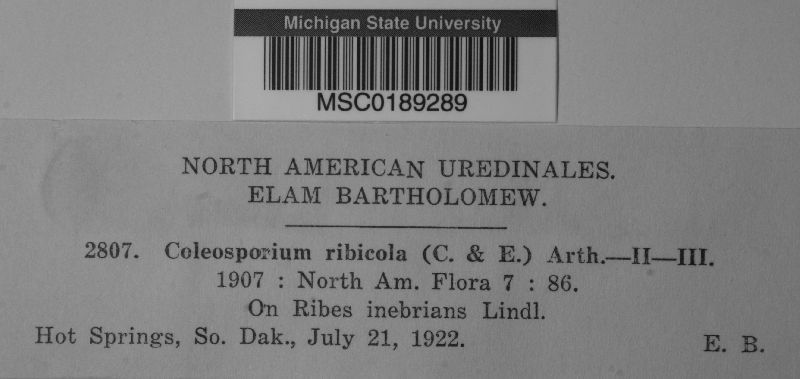 Michigan State University
MSC0189289
NORTH AMERICAN UREDINALES.
ELAM BARTHOLOMEW.
2807. Coleosporium ribicola (C. & E.) Arth.—II—III.
1907 : North Am. Flora 7 : 86.
On Ribes inebrians Lindl.
Hot Springs, So. Dak., July 21, 1922. E. B.